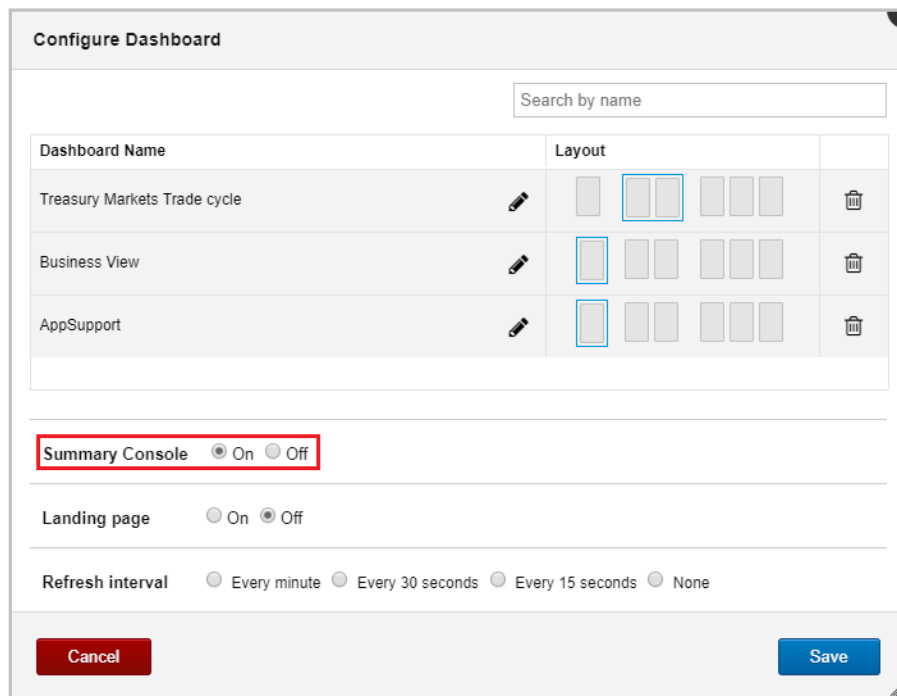 Configure Dashboard
Search by name
Dashboard Name Layout
Treasury Markets Trade cycle
Business View
AppSupport
Summary Console On Off
Landing page On Off
Refresh interval Every minute Every 30 seconds Every 15 seconds None
Cancel Save